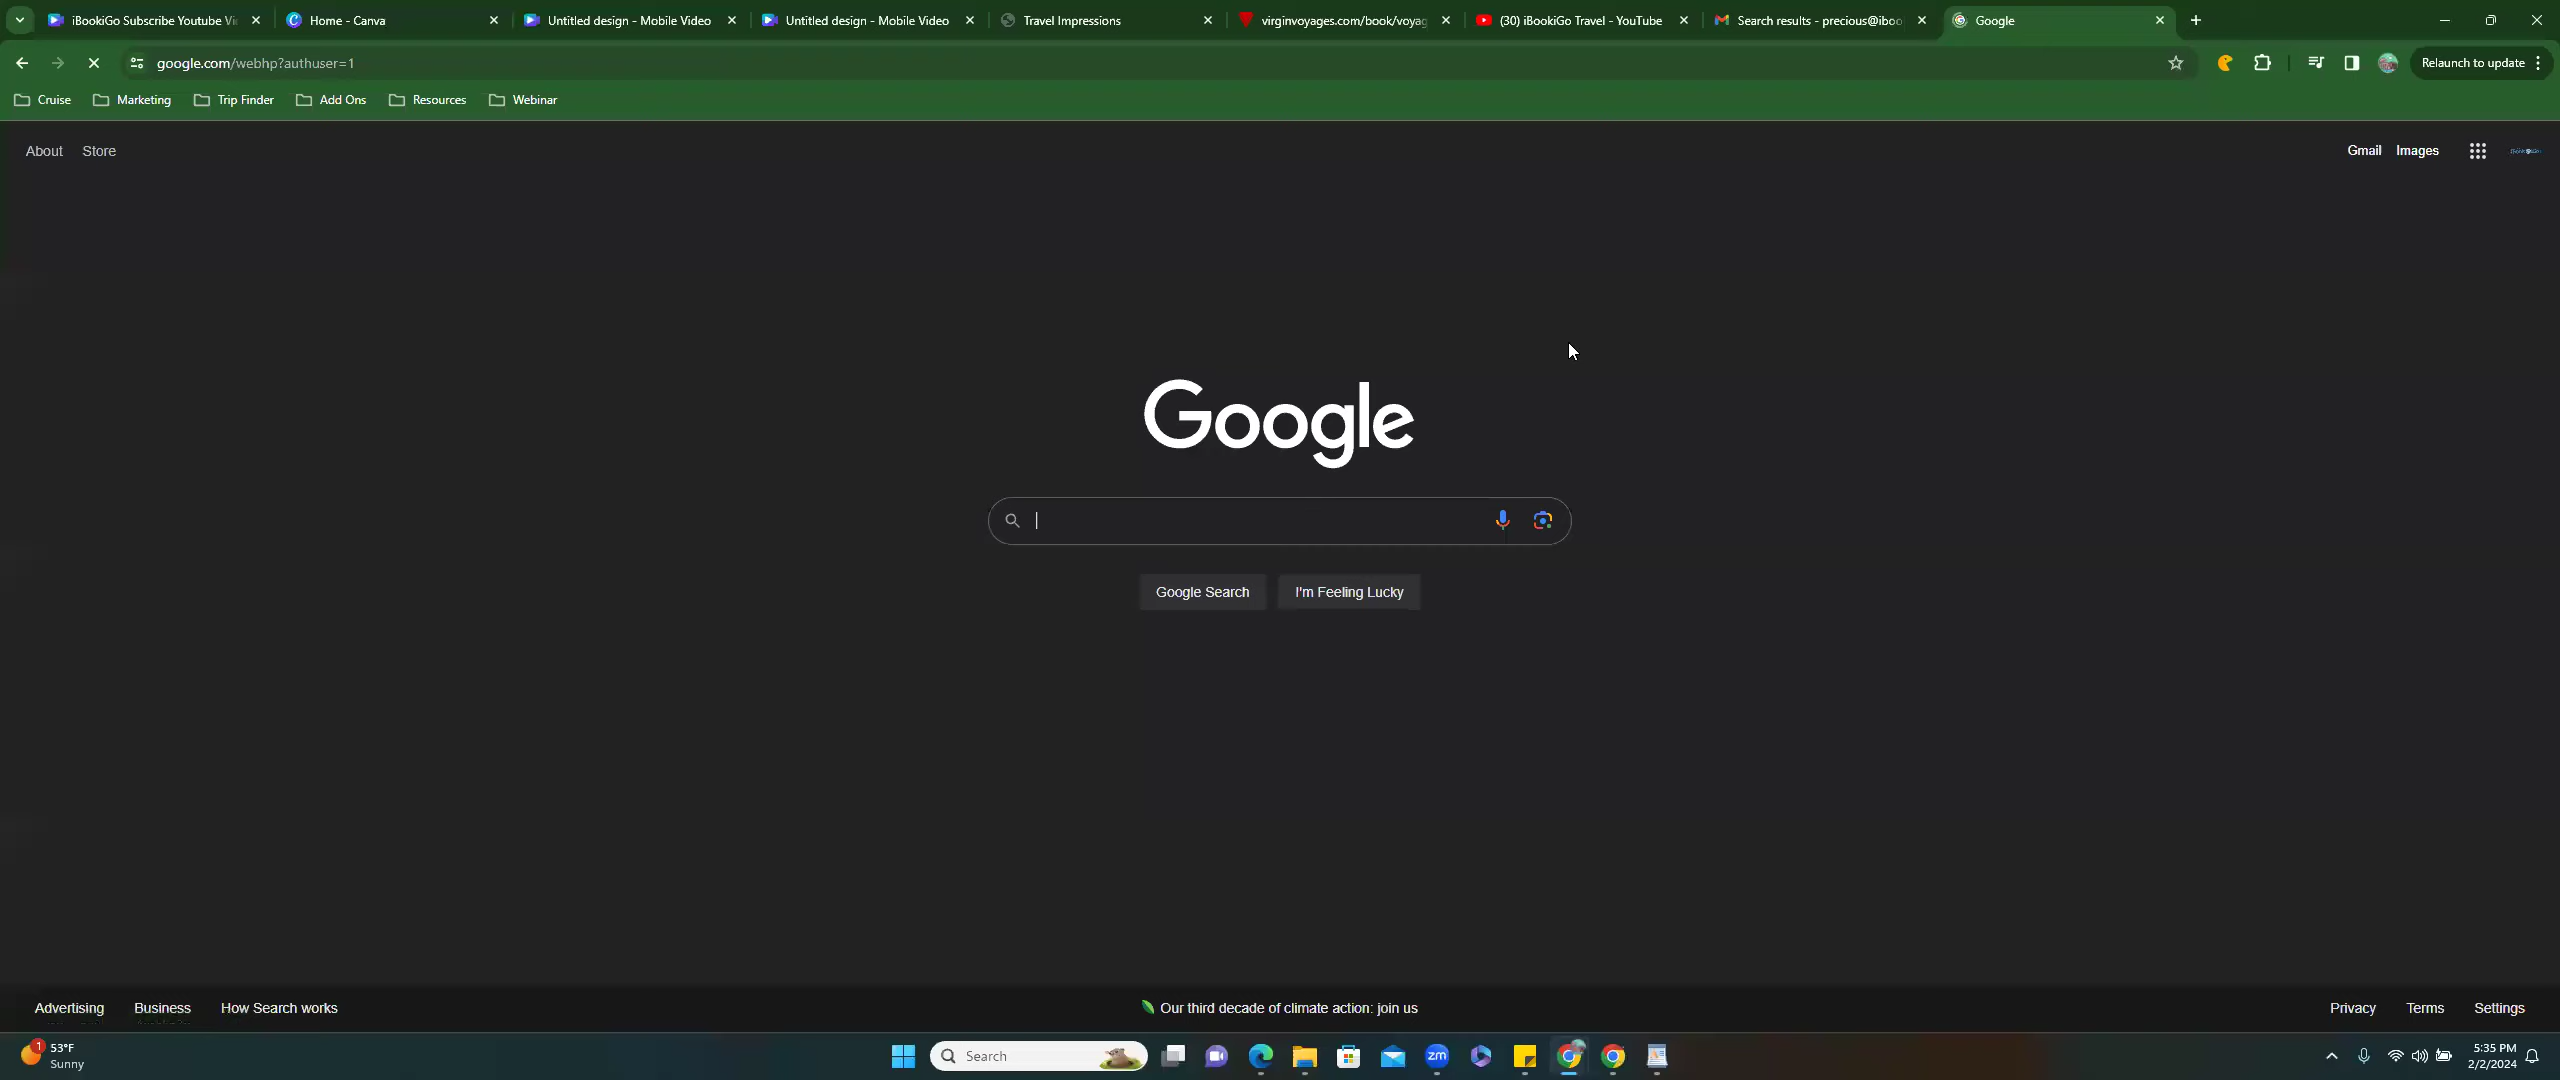 iBookiGo Subscribe Youtube Vi
Home - Canva
Untitled design - Mobile Video
Untitled design - Mobile Video
Travel Impressions
virginvoyages.com/book/voyag
(30) iBookiGo Travel - YouTube
Search results - precious@iboo
Google
google.com/webhp?authuser=1
Relaunch to update
Cruise
Marketing
Trip Finder
Add Ons
Resources
Webinar
About
Store
Gmail
Images
Google
Google Search
I'm Feeling Lucky
Advertising
Business
How Search works
Our third decade of climate action: join us
Privacy
Terms
Settings
1
53°F
Sunny
Search
zm
5:35 PM
2/2/2024